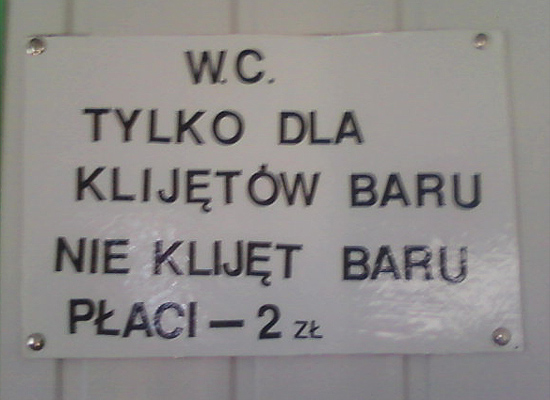 W.C.
TYLKO DLA
KLIJĘTÓW BARU
NIE KLIJĘT BARU
PŁACI – 2 ZŁ